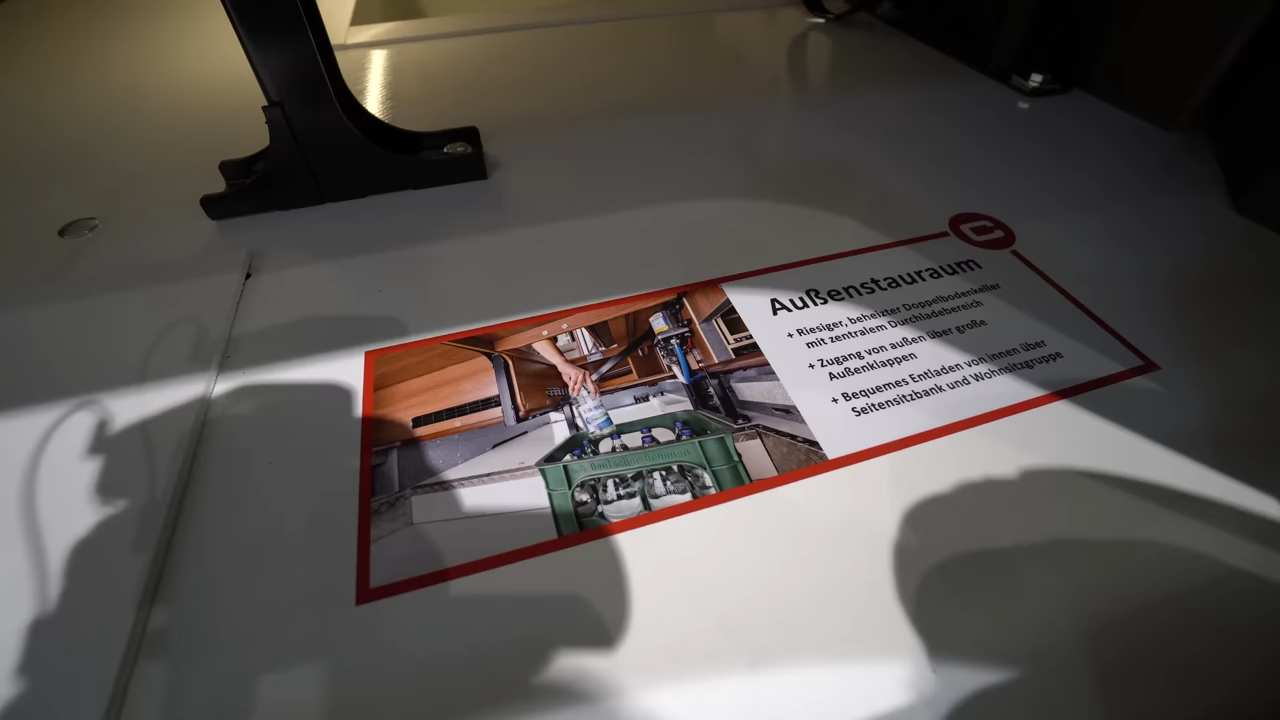 Außenstauraum
+ Riesiger, beheizter Doppelbodenkeller
mit zentralem Durchladebereich
+ Zugang von außen über große
Außenklappen
+ Bequemes Entladen von innen über
Seitensitzbank und Wohnsitzgruppe